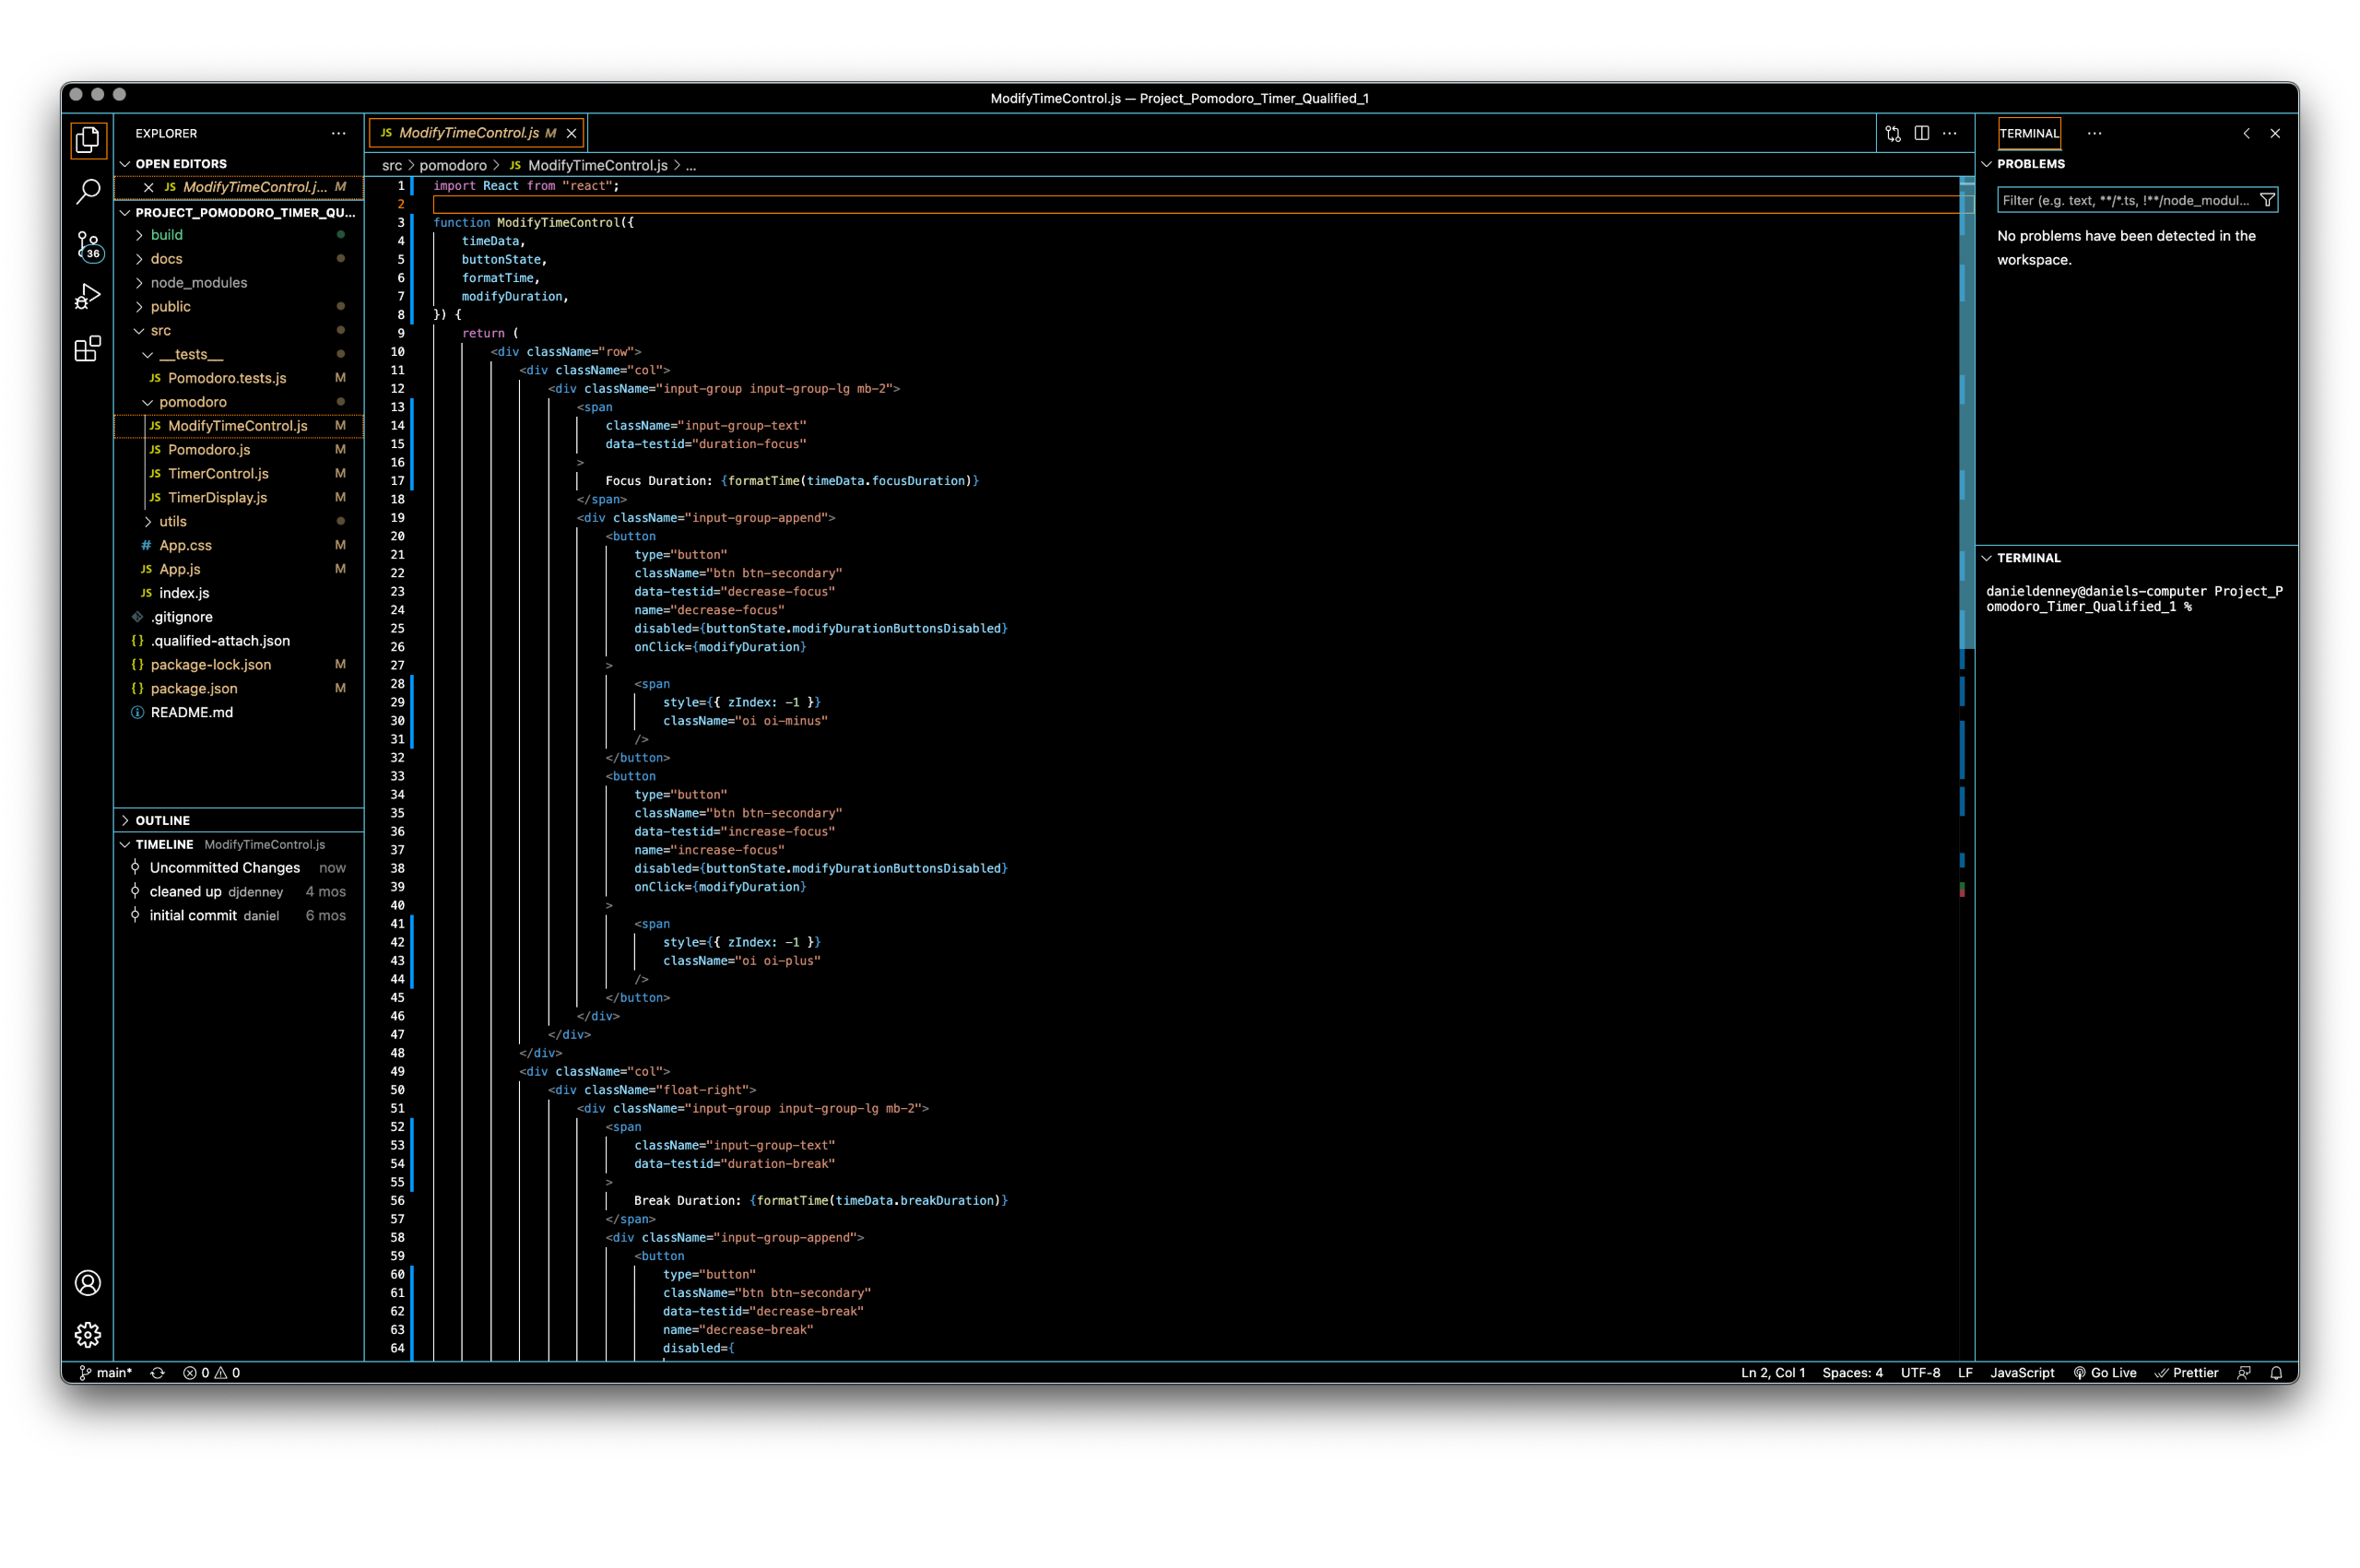 ModifyTimeControl.js — Project_Pomodoro_Timer_Qualified_1
EXPLORER
OPEN EDITORS
JS ModifyTimeControl.j... M
PROJECT_POMODORO_TIMER_QU...
build
docs
node_modules
public
src
__tests__
JS Pomodoro.tests.js M
pomodoro
JS ModifyTimeControl.js M
JS Pomodoro.js M
JS TimerControl.js M
JS TimerDisplay.js M
utils
# App.css M
JS App.js M
JS index.js
.gitignore
{} .qualified-attach.json
{} package-lock.json M
{} package.json M
README.md
36
OUTLINE
TIMELINE ModifyTimeControl.js
Uncommitted Changes now
cleaned up djdenney 4 mos
initial commit daniel 6 mos
JS ModifyTimeControl.js M
src > pomodoro > JS ModifyTimeControl.js > ...
1 import React from "react";
2
3 function ModifyTimeControl({
4 timeData,
5 buttonState,
6 formatTime,
7 modifyDuration,
8 }) {
9 return (
10 <div className="row">
11 <div className="col">
12 <div className="input-group input-group-lg mb-2">
13 <span
14 className="input-group-text"
15 data-testid="duration-focus"
16 >
17 Focus Duration: {formatTime(timeData.focusDuration)}
18 </span>
19 <div className="input-group-append">
20 <button
21 type="button"
22 className="btn btn-secondary"
23 data-testid="decrease-focus"
24 name="decrease-focus"
25 disabled={buttonState.modifyDurationButtonsDisabled}
26 onClick={modifyDuration}
27 >
28 <span
29 style={{ zIndex: -1 }}
30 className="oi oi-minus"
31 />
32 </button>
33 <button
34 type="button"
35 className="btn btn-secondary"
36 data-testid="increase-focus"
37 name="increase-focus"
38 disabled={buttonState.modifyDurationButtonsDisabled}
39 onClick={modifyDuration}
40 >
41 <span
42 style={{ zIndex: -1 }}
43 className="oi oi-plus"
44 />
45 </button>
46 </div>
47 </div>
48 </div>
49 <div className="col">
50 <div className="float-right">
51 <div className="input-group input-group-lg mb-2">
52 <span
53 className="input-group-text"
54 data-testid="duration-break"
55 >
56 Break Duration: {formatTime(timeData.breakDuration)}
57 </span>
58 <div className="input-group-append">
59 <button
60 type="button"
61 className="btn btn-secondary"
62 data-testid="decrease-break"
63 name="decrease-break"
64 disabled={
TERMINAL
PROBLEMS
Filter (e.g. text, **/*.ts, !**/node_modul...
No problems have been detected in the
workspace.
TERMINAL
danieldenney@daniels-computer Project_P
omodoro_Timer_Qualified_1 %
main* 0 0
Ln 2, Col 1 Spaces: 4 UTF-8 LF JavaScript Go Live Prettier